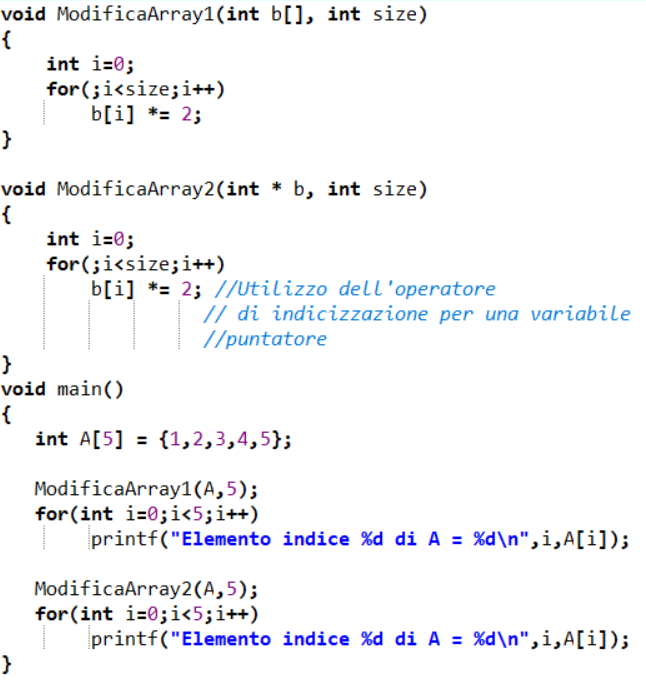 void ModificaArray1(int b[], int size)
{
    int i=0;
    for(;i<size;i++)
        b[i] *= 2;
}

void ModificaArray2(int * b, int size)
{
    int i=0;
    for(;i<size;i++)
        b[i] *= 2; //Utilizzo dell'operatore
                  // di indicizzazione per una variabile
                  //puntatore
}
void main()
{
   int A[5] = {1,2,3,4,5};

   ModificaArray1(A,5);
   for(int i=0;i<5;i++)
        printf("Elemento indice %d di A = %d\n",i,A[i]);

   ModificaArray2(A,5);
   for(int i=0;i<5;i++)
        printf("Elemento indice %d di A = %d\n",i,A[i]);
}